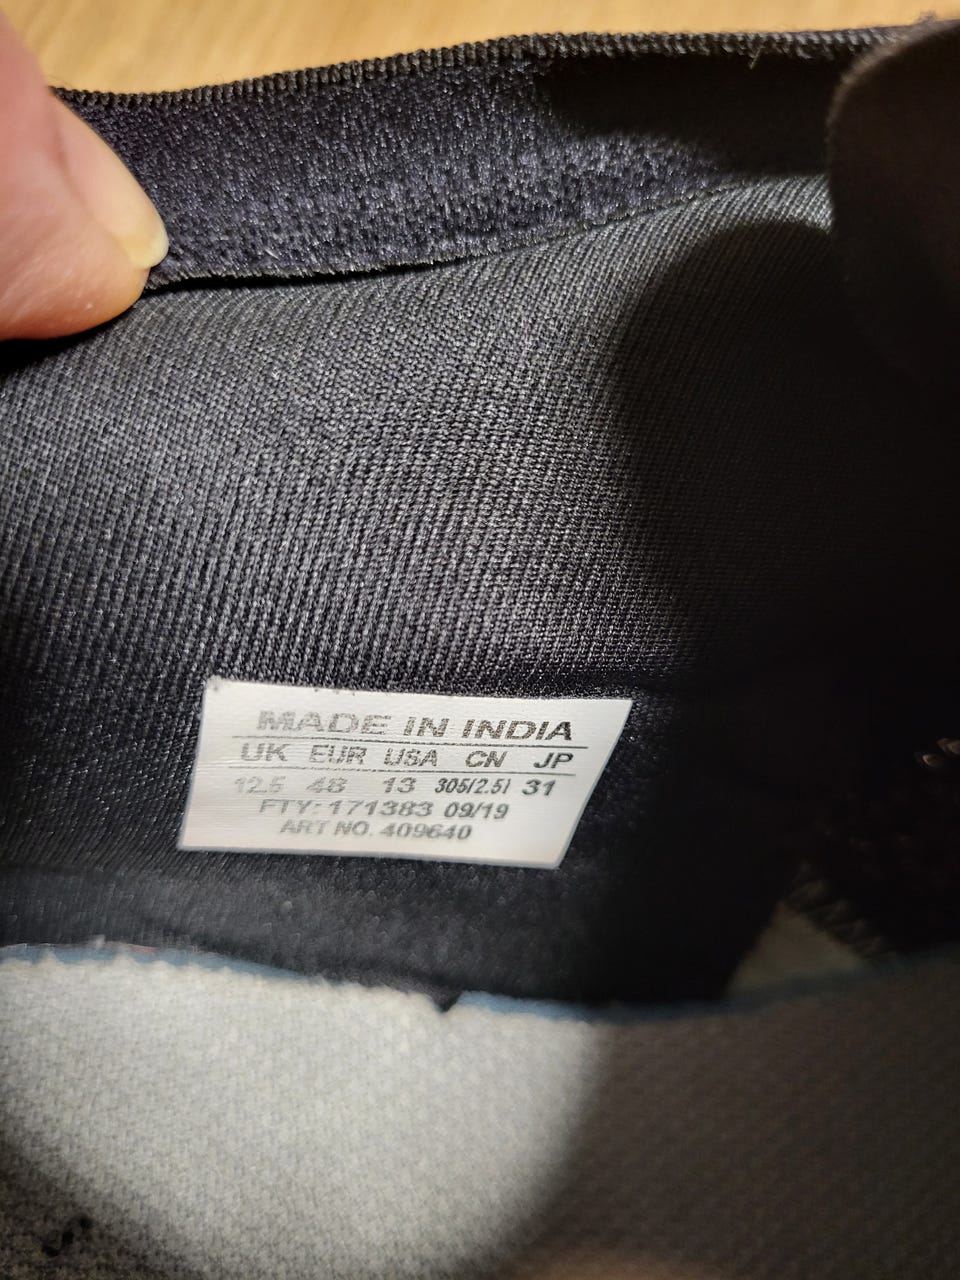 MADE IN INDIA
UK EUR USA CN JP
12.5 48 13 305(2.5) 31
FTY: 171383 09/19
ART NO. 409640